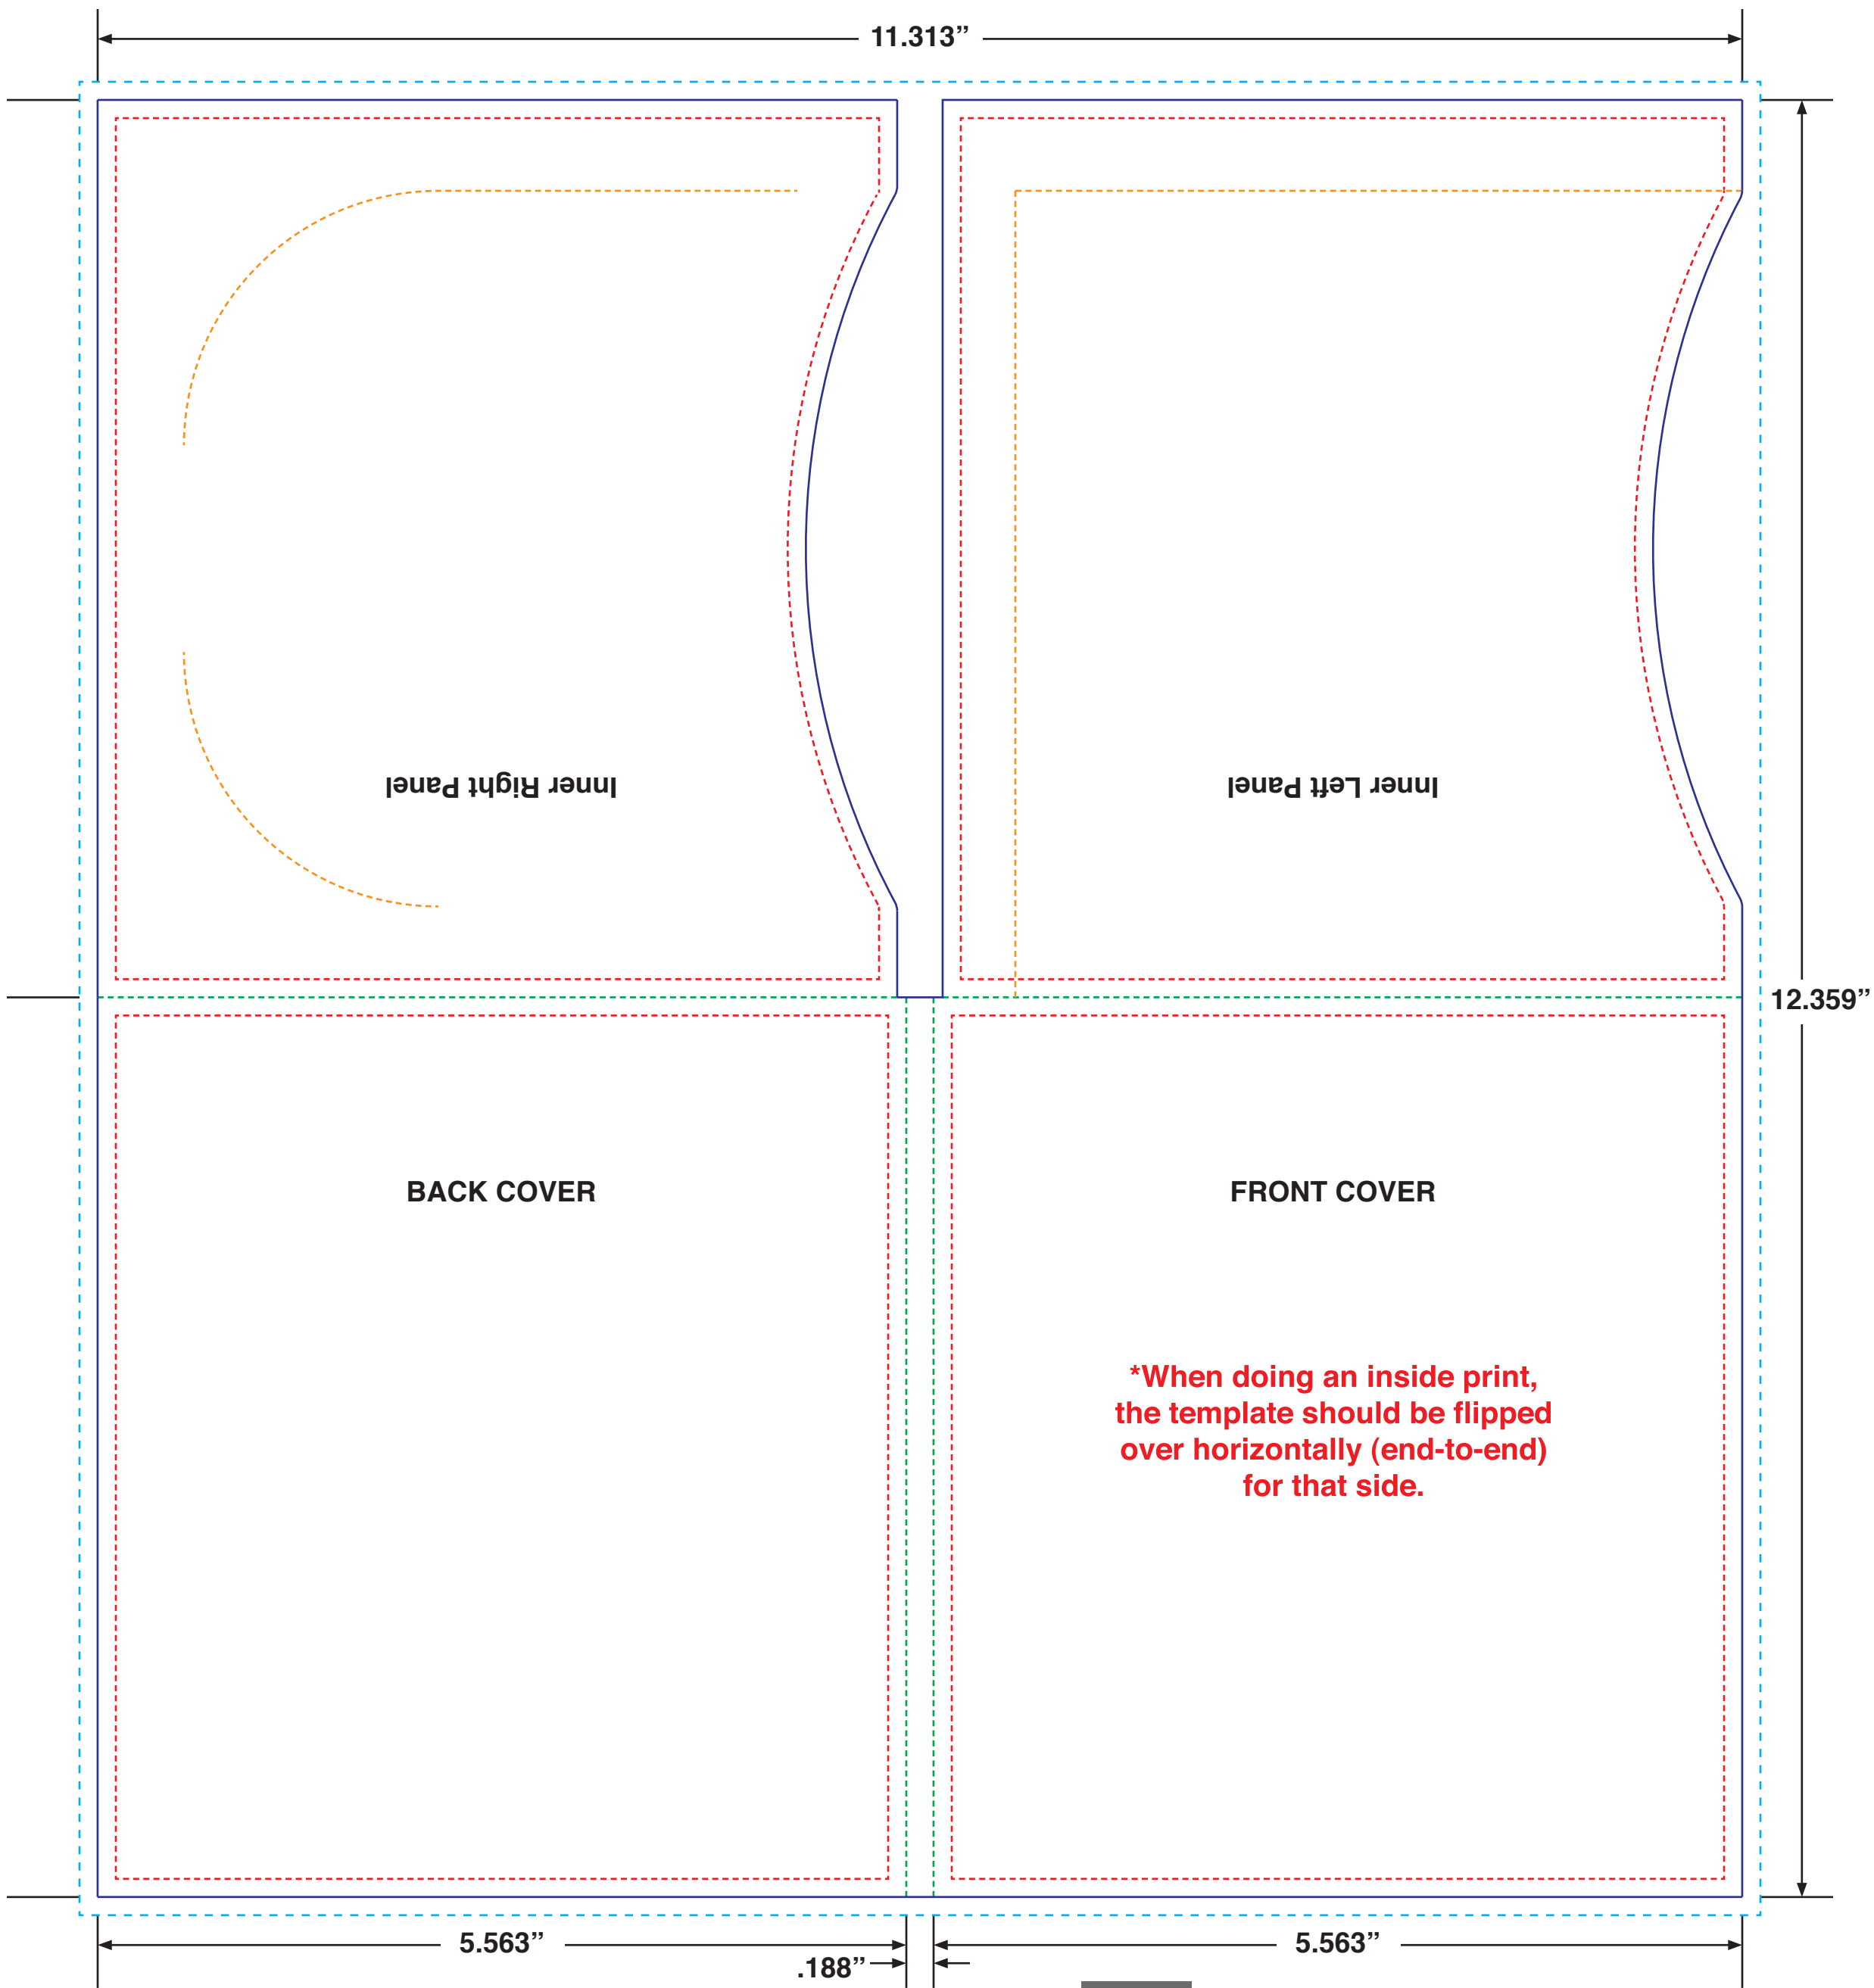 11.313”
Inner Right Panel
Inner Left Panel
12.359”
BACK COVER
FRONT COVER
*When doing an inside print,
the template should be flipped
over horizontally (end-to-end)
for that side.
5.563”
5.563”
.188”